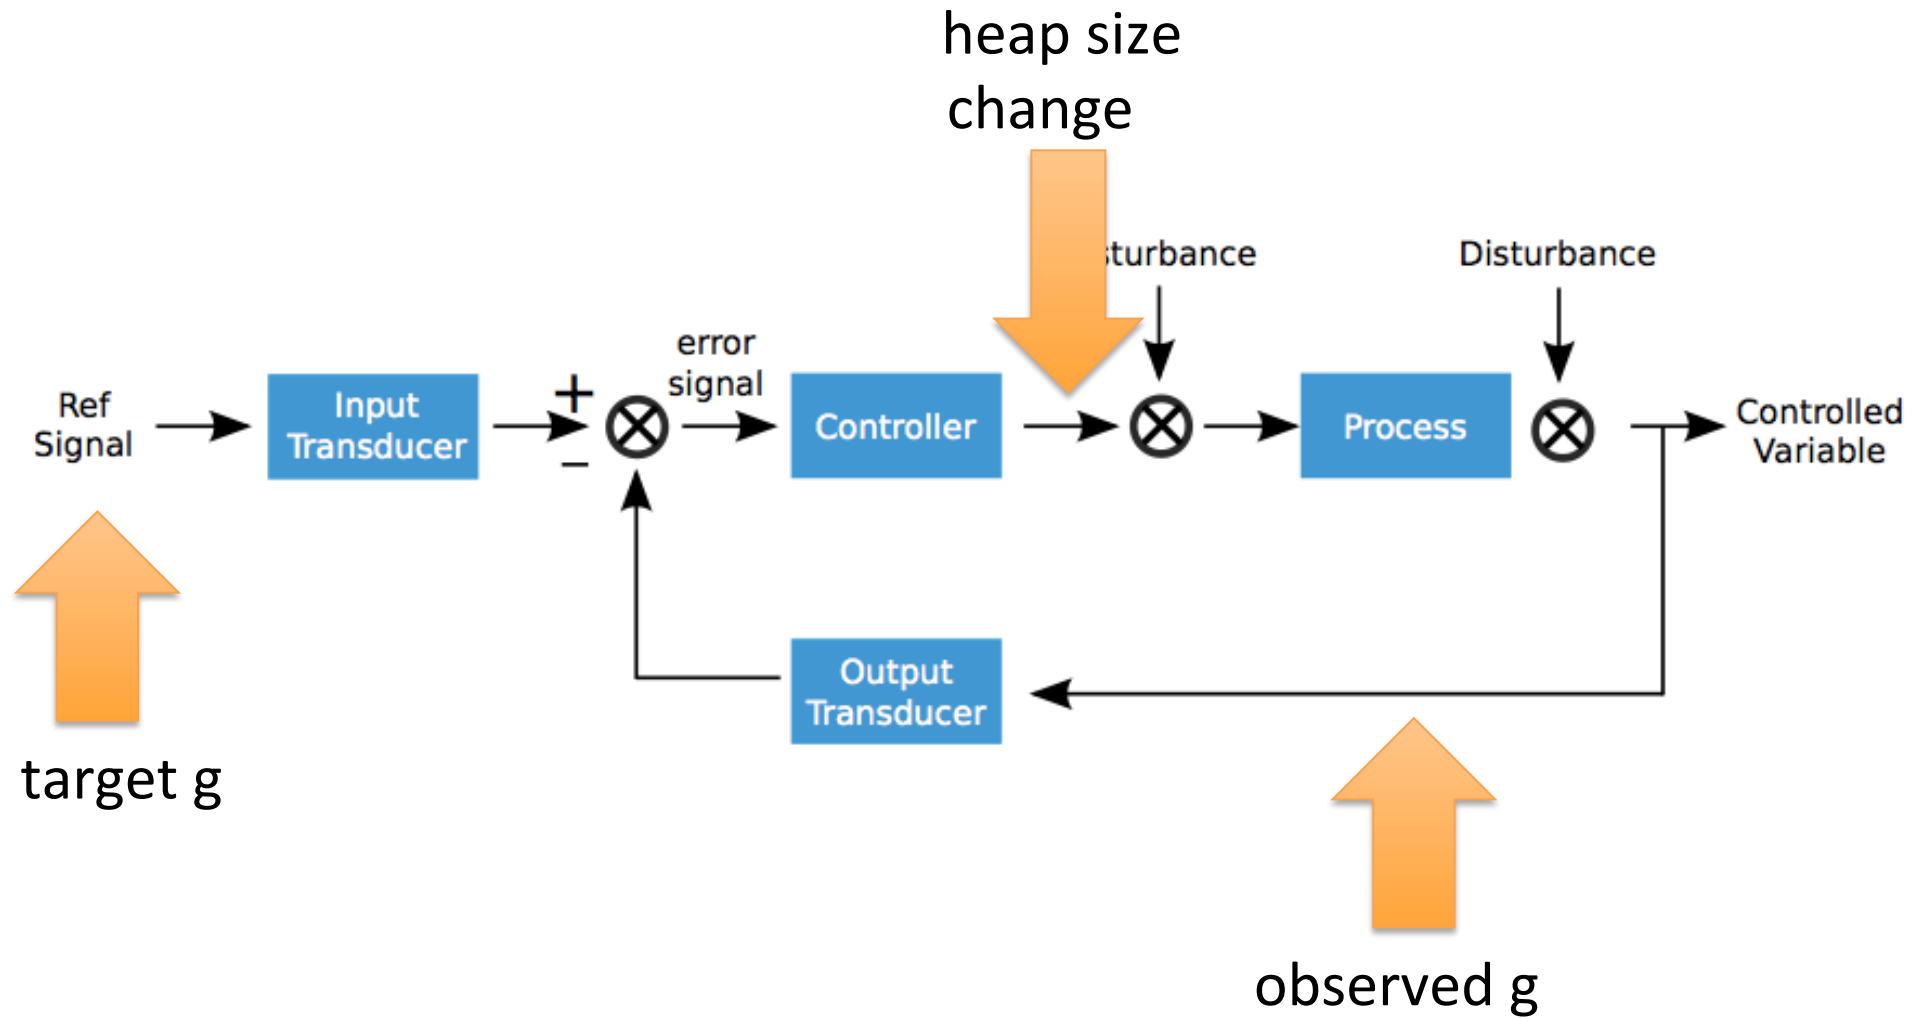 heap size
change
sturbance
Disturbance
error
signal
Ref
Signal
Input
Transducer
+
−
Controller
Process
Controlled
Variable
Output
Transducer
target g
observed g